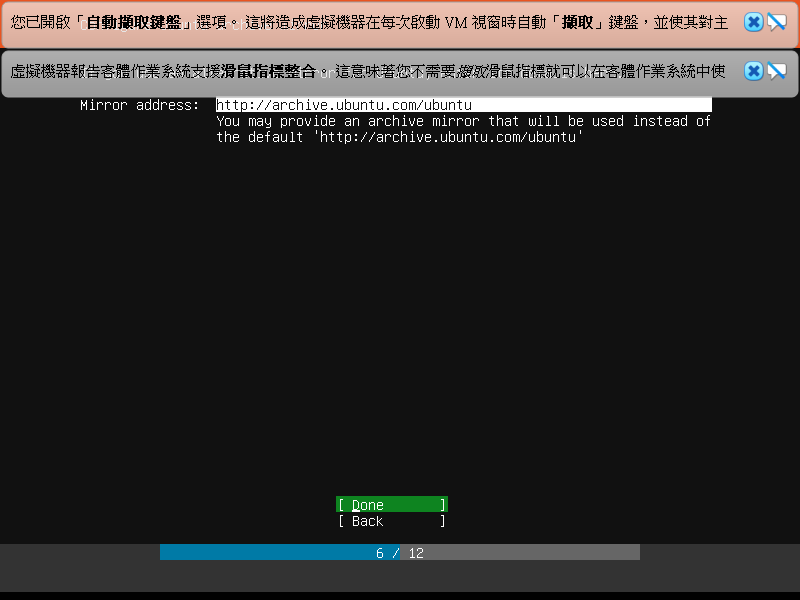 您已開啟「自動擷取鍵盤」選項。 這將造成虛擬機器在每次啟動 VM 視窗時自動「擷取」鍵盤，並使其對主
虛擬機器報告客體作業系統支援滑鼠指標整合。 這意味著您不需要擷取滑鼠指標就可以在客體作業系統中使
Mirror address: http://archive.ubuntu.com/ubuntu
You may provide an archive mirror that will be used instead of
the default 'http://archive.ubuntu.com/ubuntu'
[ Done ]
[ Back ]
6 / 12